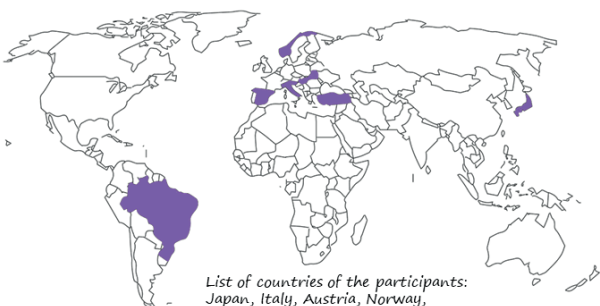 List of countries of the participants:
Japan, Italy, Austria, Norway,